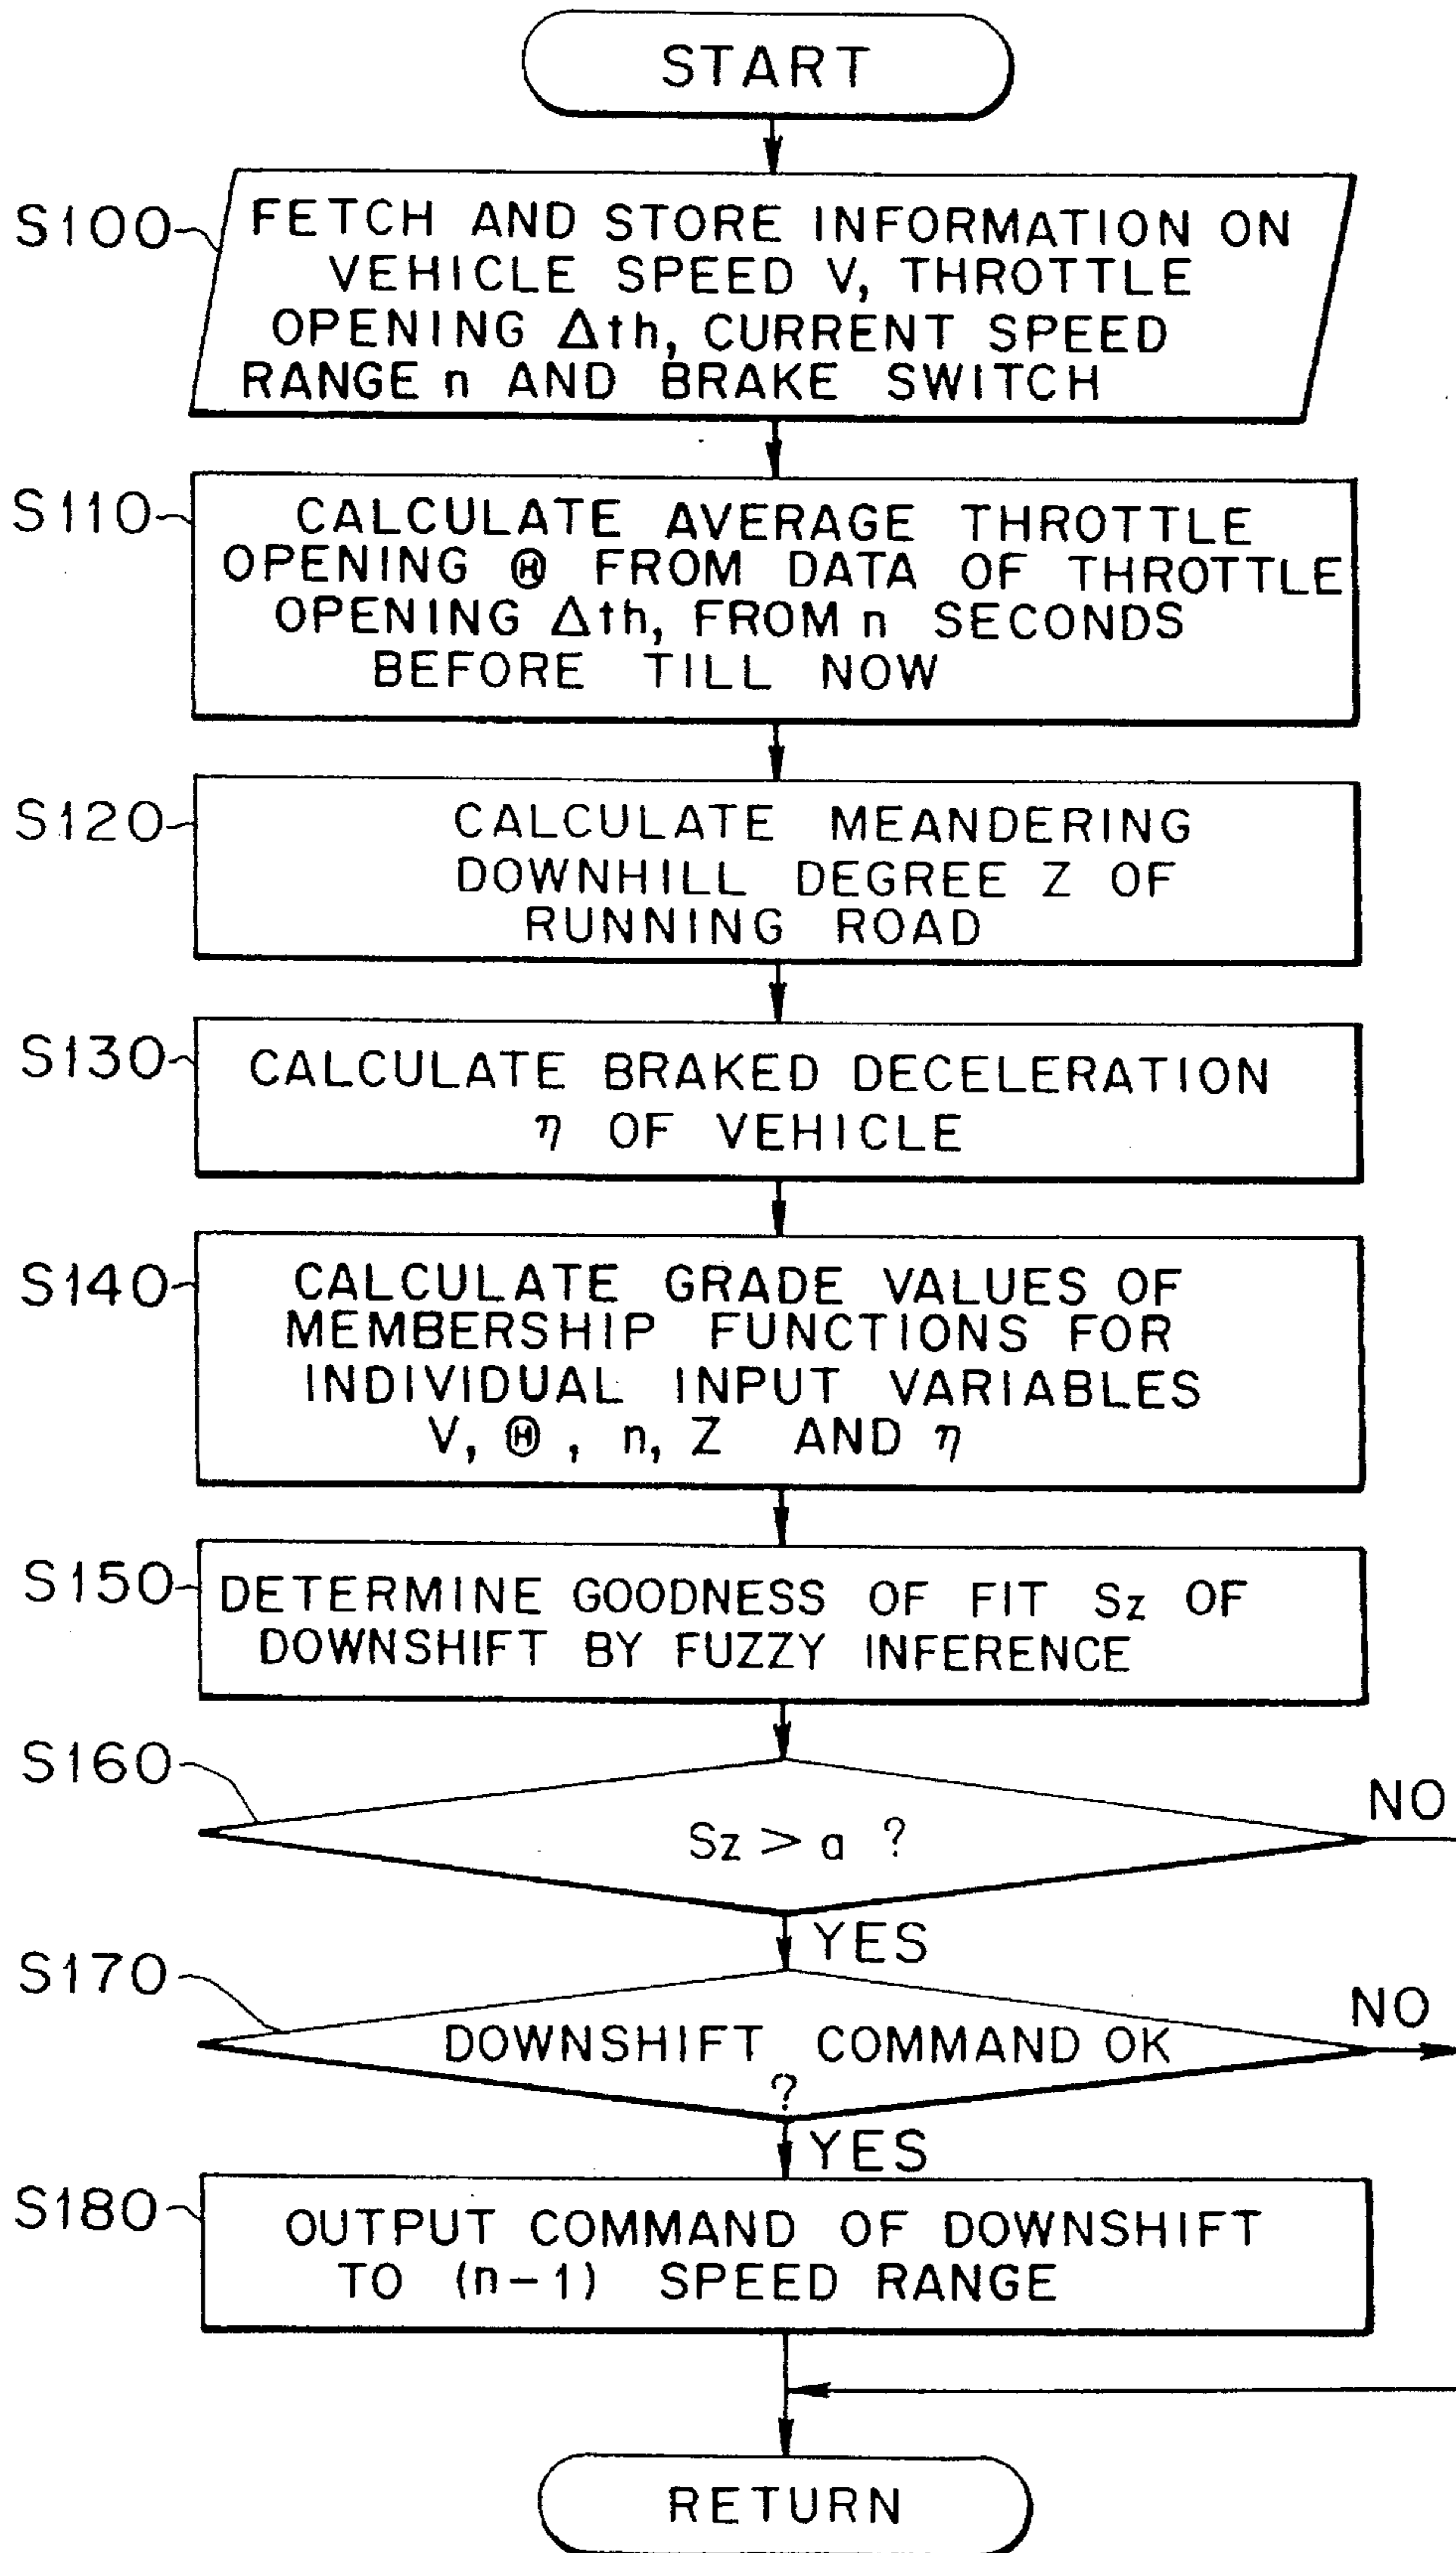 START
S100
FETCH AND STORE INFORMATION ON
VEHICLE SPEED V, THROTTLE
OPENING Δth, CURRENT SPEED
RANGE n AND BRAKE SWITCH
S110
CALCULATE AVERAGE THROTTLE
OPENING Ⓗ FROM DATA OF THROTTLE
OPENING Δth, FROM n SECONDS
BEFORE TILL NOW
S120
CALCULATE MEANDERING
DOWNHILL DEGREE Z OF
RUNNING ROAD
S130
CALCULATE BRAKED DECELERATION
η OF VEHICLE
S140
CALCULATE GRADE VALUES OF
MEMBERSHIP FUNCTIONS FOR
INDIVIDUAL INPUT VARIABLES
V, Ⓗ, n, Z AND η
S150
DETERMINE GOODNESS OF FIT Sz OF
DOWNSHIFT BY FUZZY INFERENCE
S160
Sz > a ?
NO
YES
S170
DOWNSHIFT COMMAND OK
?
NO
YES
S180
OUTPUT COMMAND OF DOWNSHIFT
TO (n-1) SPEED RANGE
RETURN